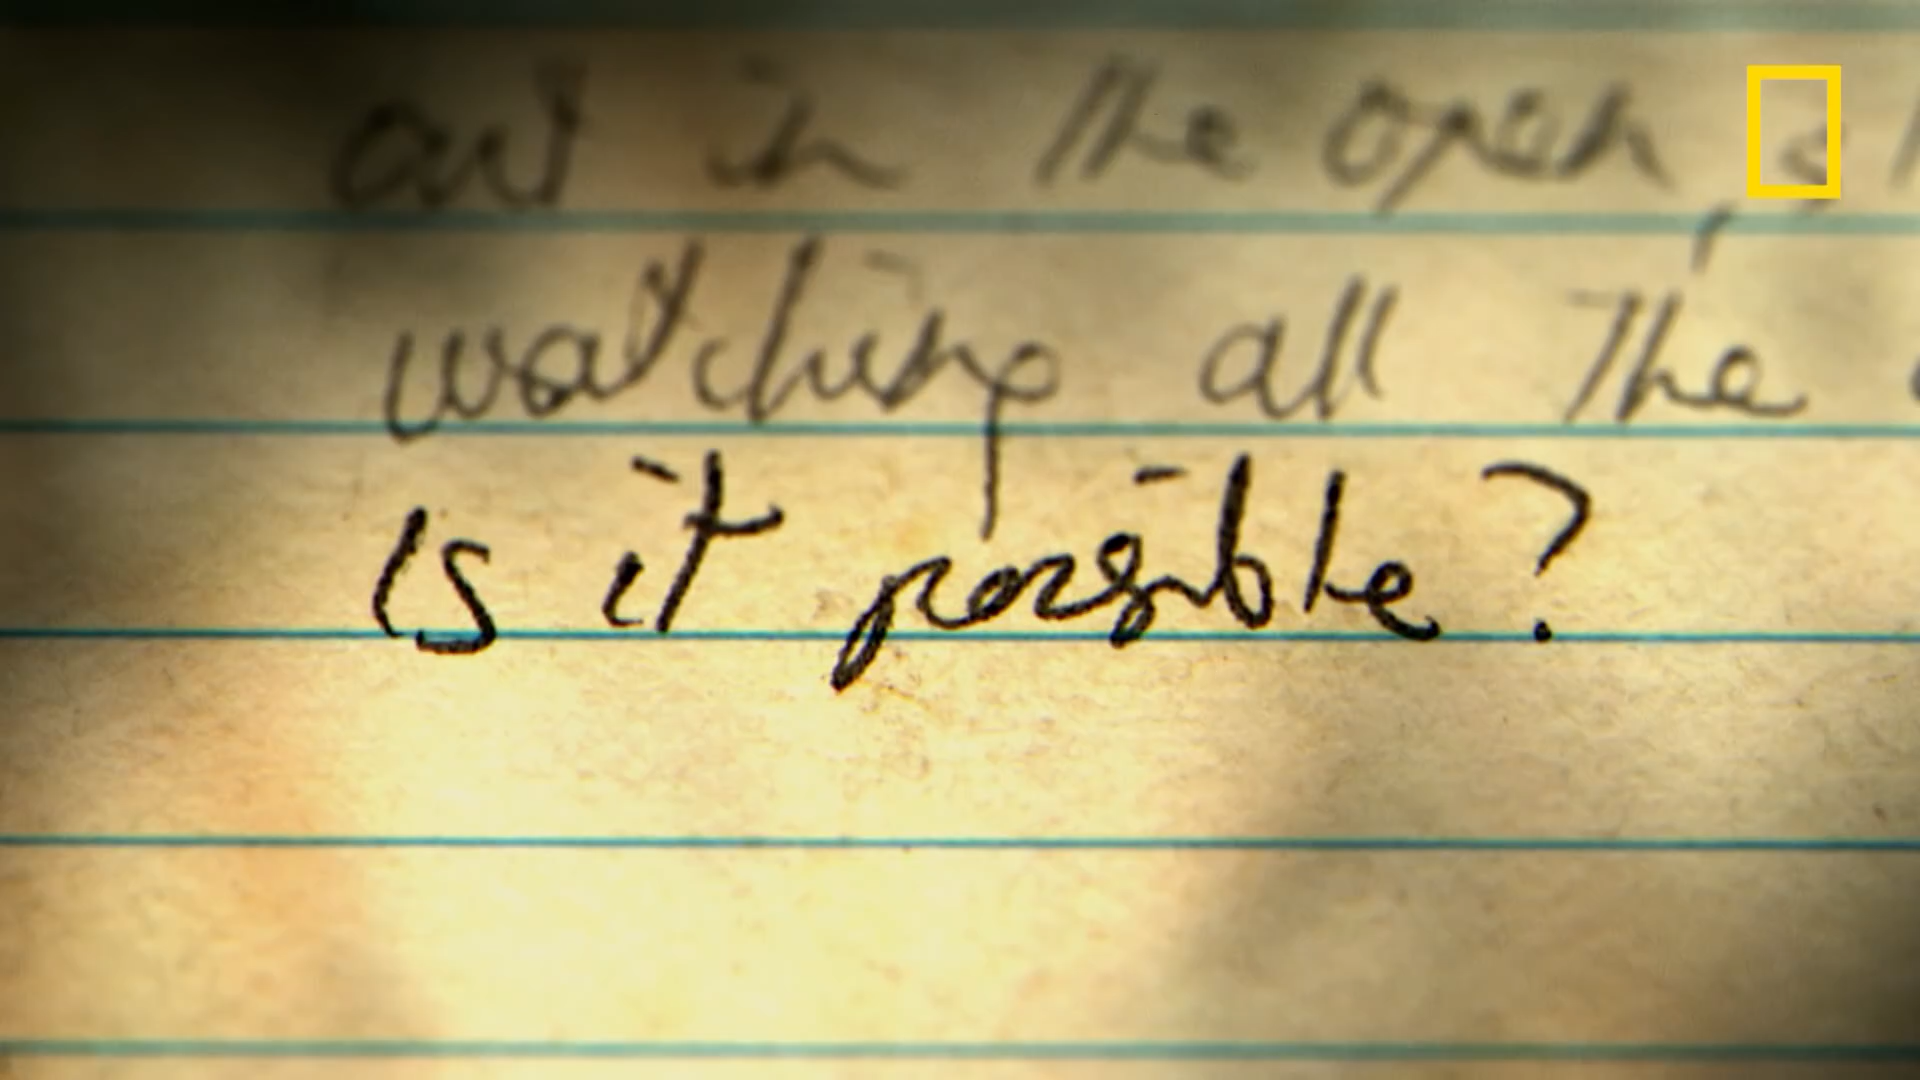 out in the open,
watching all the
is it possible?